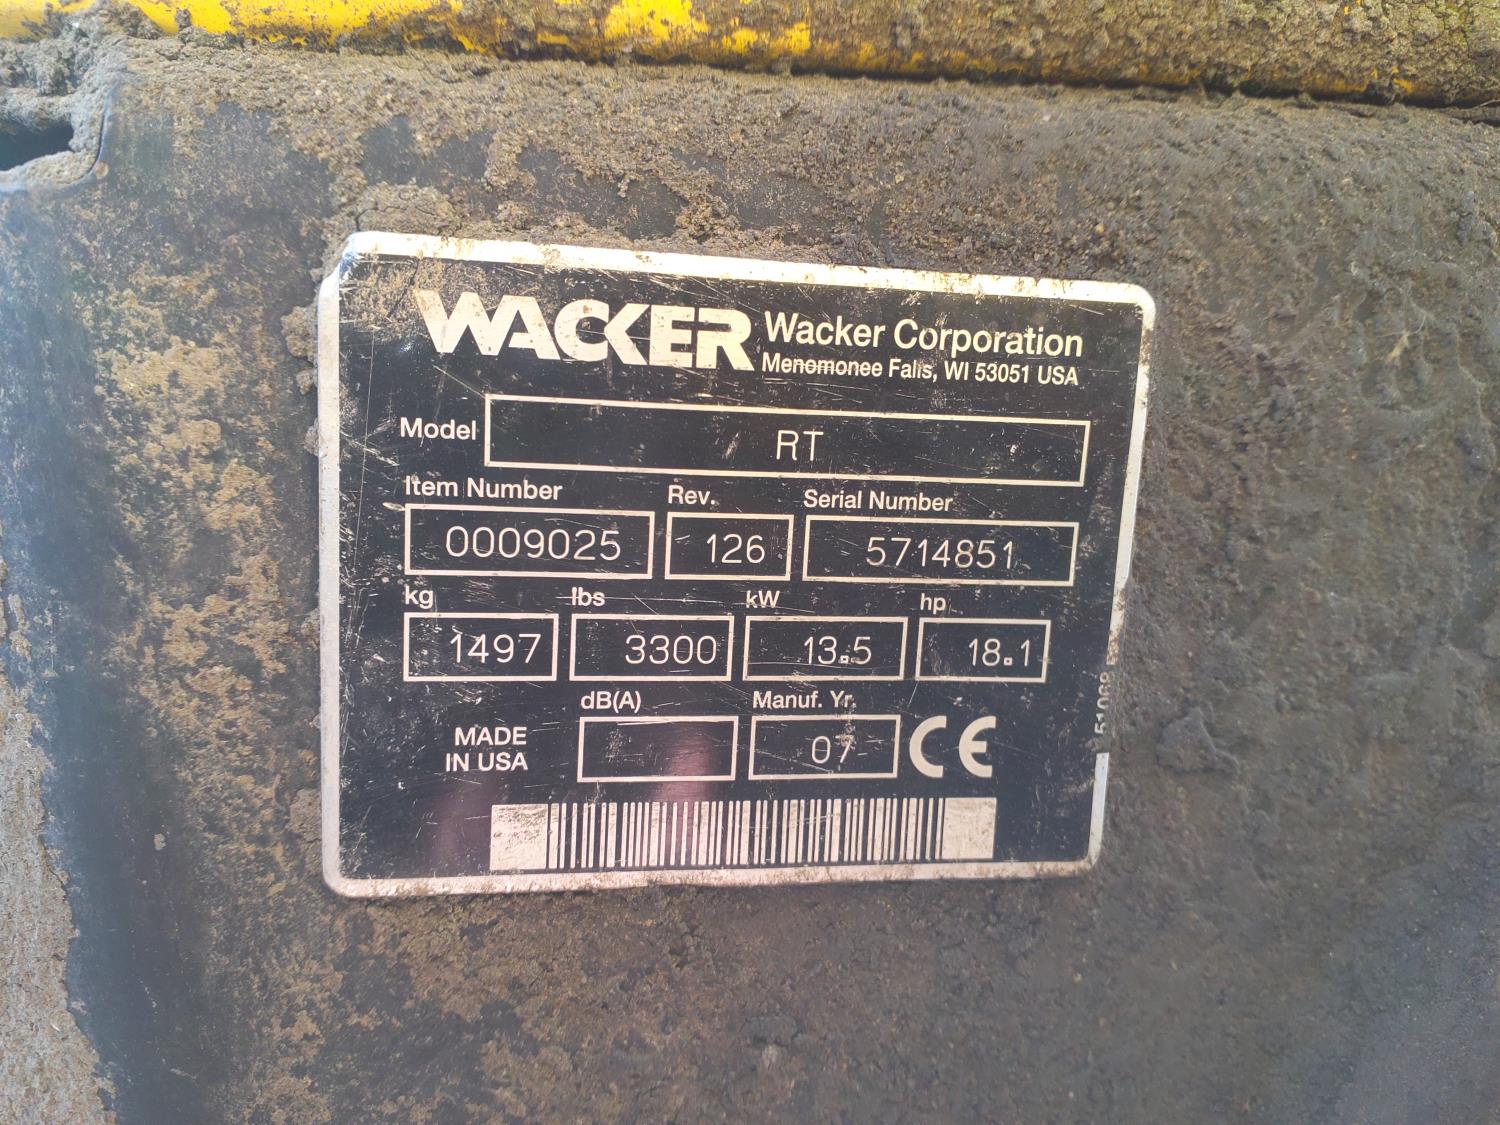 WACKER Wacker Corporation
Menomonee Falls, WI 53051 USA
Model RT
Item Number Rev. Serial Number
0009025 126 5714851
kg lbs kW hp
1497 3300 13.5 18.1
dB(A) Manuf. Yr.
MADE
IN USA
07 CE